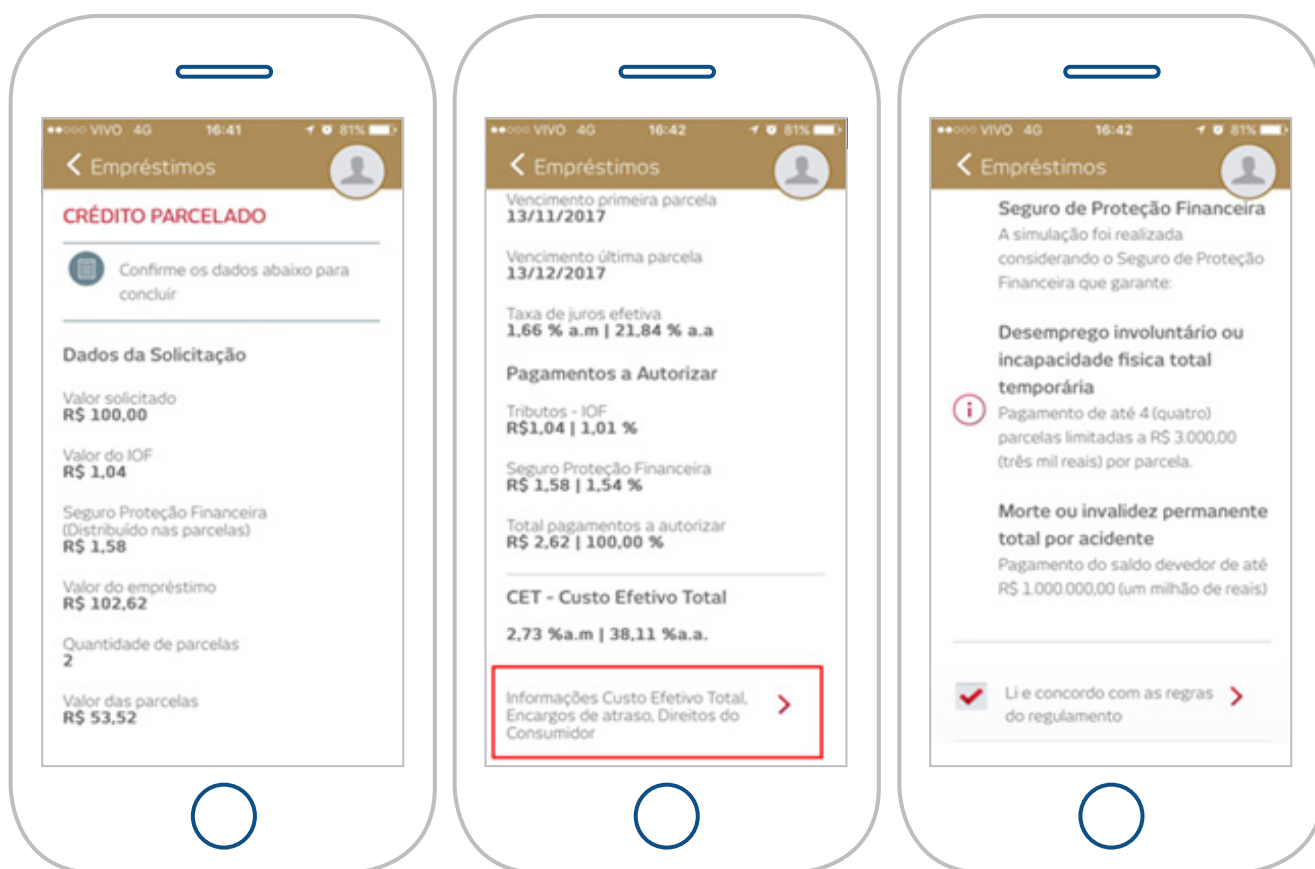 VIVO 4G 16:41 81%
Empréstimos
CRÉDITO PARCELADO
Confirme os dados abaixo para
concluir
Dados da Solicitação
Valor solicitado
R$ 100,00
Valor do IOF
R$ 1,04
Seguro Proteção Financeira
(Distribuído nas parcelas)
R$ 1,58
Valor do empréstimo
R$ 102,62
Quantidade de parcelas
2
Valor das parcelas
R$ 53,52
VIVO 4G 16:42 81%
Empréstimos
Vencimento primeira parcela
13/11/2017
Vencimento última parcela
13/12/2017
Taxa de juros efetiva
1,66 % a.m | 21,84 % a.a
Pagamentos a Autorizar
Tributos - IOF
R$1,04 | 1,01 %
Seguro Proteção Financeira
R$ 1,58 | 1,54 %
Total pagamentos a autorizar
R$ 2,62 | 100,00 %
CET - Custo Efetivo Total
2,73 %a.m | 38,11 %a.a.
Informações Custo Efetivo Total,
Encargos de atraso, Direitos do
Consumidor
VIVO 4G 16:42 81%
Empréstimos
Seguro de Proteção Financeira
A simulação foi realizada
considerando o Seguro de Proteção
Financeira que garante:
Desemprego involuntário ou
incapacidade fisica total
temporária
Pagamento de até 4 (quatro)
parcelas limitadas a R$ 3.000,00
(três mil reais) por parcela.
Morte ou invalidez permanente
total por acidente
Pagamento do saldo devedor de até
R$ 1.000.000,00 (um milhão de reais)
Li e concordo com as regras
do regulamento